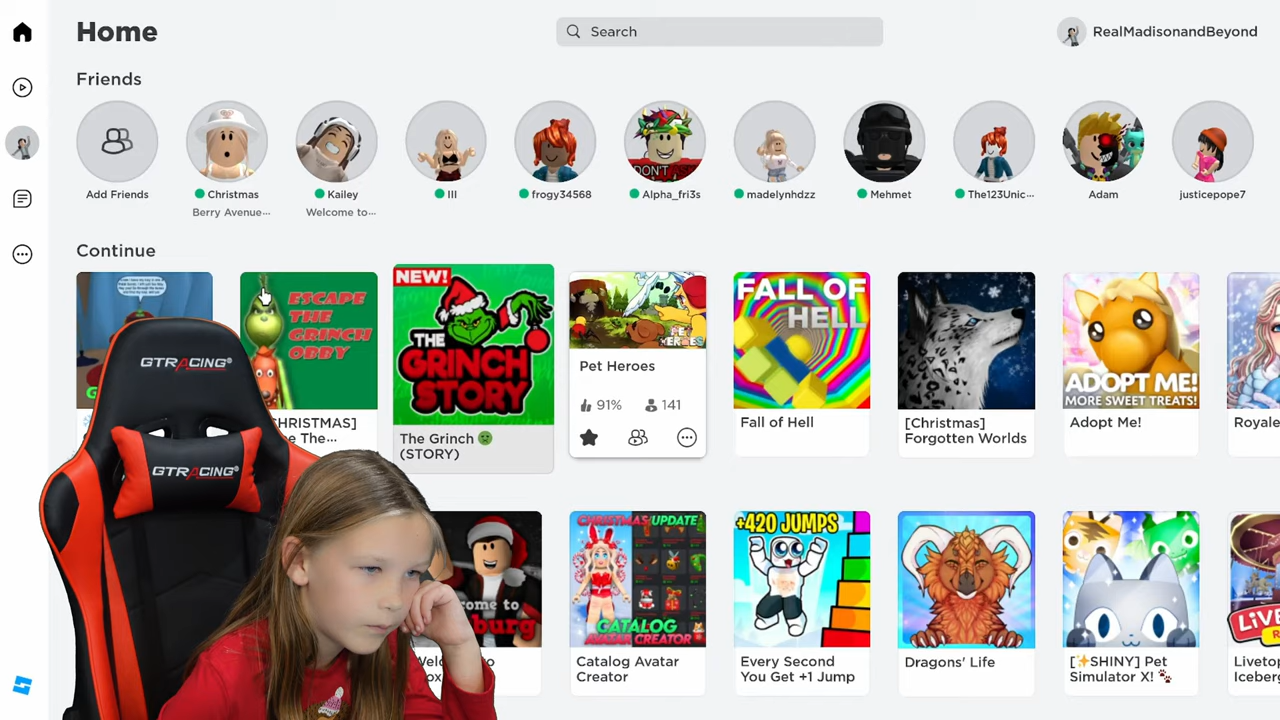 Home
Search
RealMadisonandBeyond
Friends
Add Friends
Christmas
Berry Avenue...
Kailey
Welcome to...
III
frogy34568
Alpha_fri3s
DON'T
madelynhdzz
Mehmet
The123Unic...
Adam
justicepope7
Continue
ESCAPE
THE
GRINCH
OBBY
NEW!
THE
GRINCH
STORY
The Grinch
(STORY)
Pet Heroes
91%
141
FALL OF
HELL
Fall of Hell
[Christmas]
Forgotten Worlds
ADOPT ME!
MORE SWEET TREATS!
Adopt Me!
Royale
GTRACING
GTRACING
CHRISTMAS UPDATE
CATALOG
AVATAR CREATOR
Catalog Avatar
Creator
+420 JUMPS
Every Second
You Get +1 Jump
Dragons' Life
[✨SHINY] Pet
Simulator X! 🐾
Livetop
Iceberg